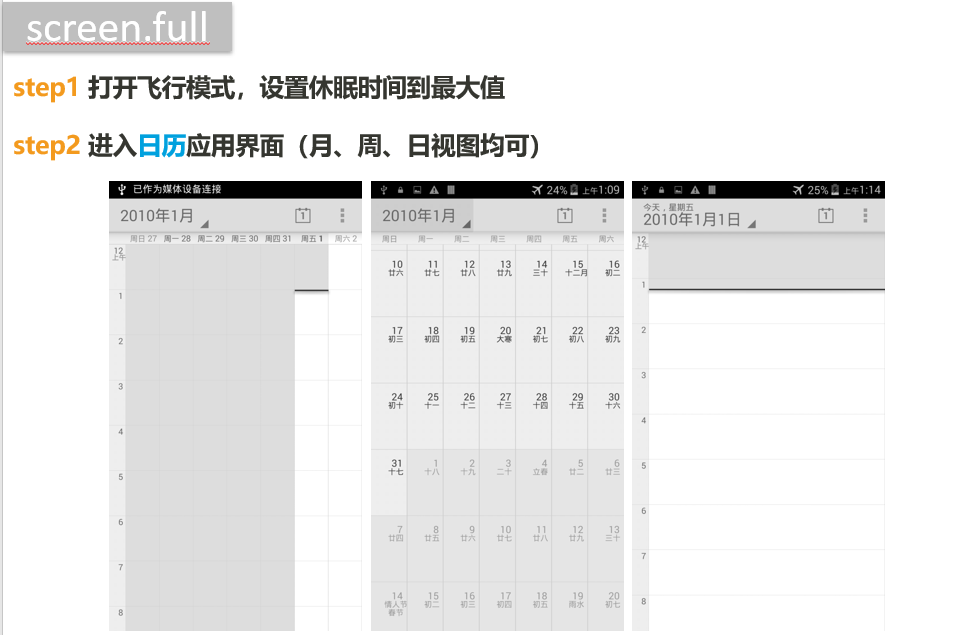 screen.full
step1 打开飞行模式，设置休眠时间到最大值
step2 进入日历应用界面（月、周、日视图均可）
已作为媒体设备连接
2010年1月
1
周日 27 周一 28 周二 29 周三 30 周四 31 周五 1 周六 2
12
上午
1
2
3
4
5
6
7
8
24% 上午1:09
2010年1月
1
周日 周一 周二 周三 周四 周五 周六
10 11 12 13 14 15 16
廿六 廿七 廿八 廿九 三十 十二月 初二
17 18 19 20 21 22 23
初三 初四 初五 大寒 初七 初八 初九
24 25 26 27 28 29 30
初十 十一 十二 十三 十四 十五 十六
31 1 2 3 4 5 6
十七 十八 十九 二十 立春 廿二 廿三
7 8 9 10 11 12 13
廿四 廿五 廿六 廿七 廿八 廿九 三十
14 15 16 17 18 19 20
情人节 初二 初三 初四 初五 雨水 初七
春节
25% 上午1:14
今天，星期五
2010年1月1日
1
12
上午
1
2
3
4
5
6
7
8